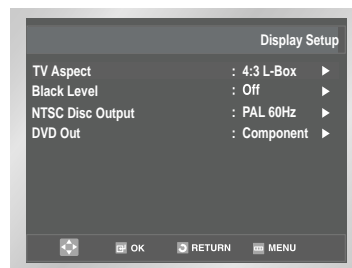 Display Setup
TV Aspect : 4:3 L-Box ▶
Black Level : Off ▶
NTSC Disc Output : PAL 60Hz ▶
DVD Out : Component ▶
OK RETURN MENU